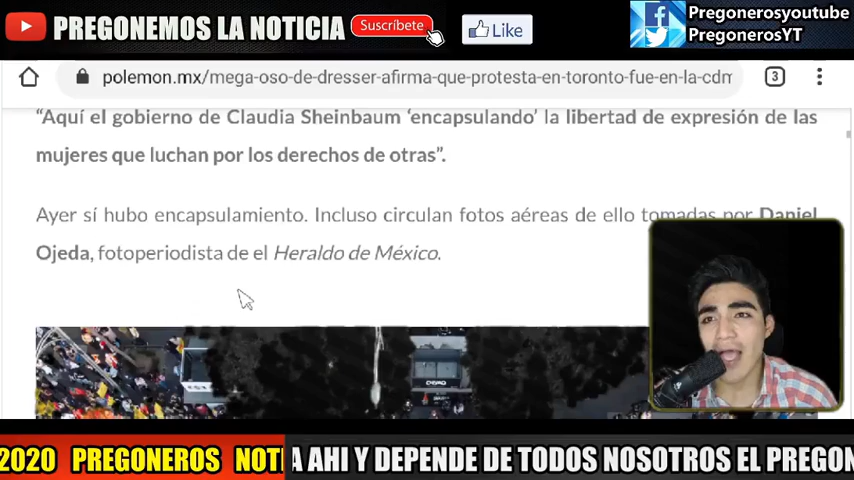 PREGONEMOS LA NOTICIA
Suscríbete
Like
Pregonerosyoutube
PregonerosYT
polemon.mx/mega-oso-de-dresser-afirma-que-protesta-en-toronto-fue-en-la-cdm
3
“Aquí el gobierno de Claudia Sheinbaum ‘encapsulando’ la libertad de expresión de las
mujeres que luchan por los derechos de otras”.
Ayer sí hubo encapsulamiento. Incluso circulan fotos aéreas de ello tomadas por Daniel
Ojeda, fotoperiodista de el Heraldo de México.
2020 PREGONEROS NOTI
A AHI Y DEPENDE DE TODOS NOSOTROS EL PREGON